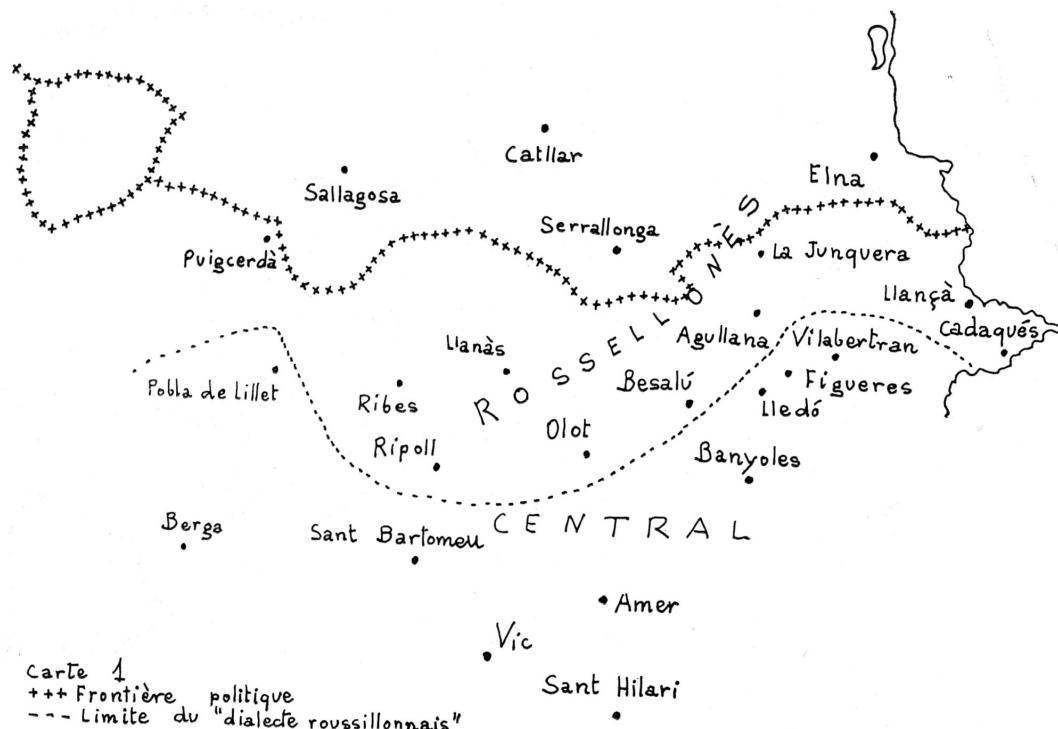 Catllar
Sallagosa
Elna
Serrallonga
Puigcerdà
La Junquera
Llançà
Cadaqués
Agullana
Vilabertran
Llanàs
ROSSELLONÈS
Pobla de Lillet
Ribes
Besalú
Figueres
Lledó
Ripoll
Olot
Banyoles
CENTRAL
Berga
Sant Bartomeu
Amer
Vic
Sant Hilari
Carte 1
+++ Frontière politique
--- Limite du "dialecte roussillonnais"